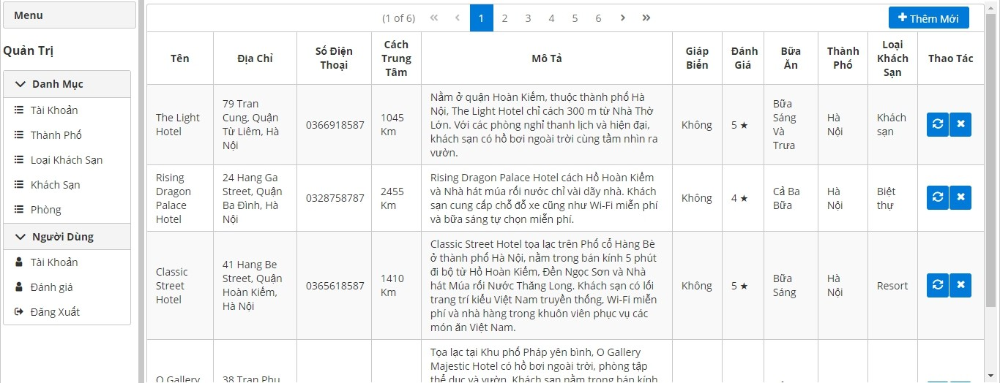 Menu
Quản Trị
Danh Mục
Tài Khoản
Thành Phố
Loại Khách Sạn
Khách Sạn
Phòng
Người Dùng
Tài Khoản
Đánh giá
Đăng Xuất
(1 of 6) 1 2 3 4 5 6
Thêm Mới
Tên
Địa Chỉ
Số Điện
Thoại
Cách
Trung
Tâm
Mô Tả
Giáp
Biển
Đánh
Giá
Bữa
Ăn
Thành
Phố
Loại
Khách
Sạn
Thao Tác
The Light
Hotel
79 Tran
Cung, Quận
Từ Liêm, Hà
Nội
0366918587
1045
Km
Nằm ở quận Hoàn Kiếm, thuộc thành phố Hà
Nội, The Light Hotel chỉ cách 300 m từ Nhà Thờ
Lớn. Với các phòng nghỉ thanh lịch và hiện đại,
khách sạn có hồ bơi ngoài trời cùng tầm nhìn ra
vườn.
Không
5 ★
Bữa
Sáng
Và
Trưa
Hà
Nội
Khách
sạn
Rising
Dragon
Palace
Hotel
24 Hang Ga
Street, Quận
Ba Đình, Hà
Nội
0328758787
2455
Km
Rising Dragon Palace Hotel cách Hồ Hoàn Kiếm
và Nhà hát múa rối nước chỉ vài dãy nhà. Khách
sạn cung cấp chỗ đỗ xe cũng như Wi-Fi miễn phí
và bữa sáng tự chọn miễn phí.
Không
4 ★
Cả Ba
Bữa
Hà
Nội
Biệt
thự
Classic
Street
Hotel
41 Hang Be
Street, Quận
Hoàn Kiếm,
Hà Nội
0365618587
1410
Km
Classic Street Hotel tọa lạc trên Phố cổ Hàng Bè
ở thành phố Hà Nội, nằm trong bán kính 5 phút
đi bộ từ Hồ Hoàn Kiếm, Đền Ngọc Sơn và Nhà
hát Múa rối Nước Thăng Long. Khách sạn có lối
trang trí kiểu Việt Nam truyền thống, Wi-Fi miễn
phí và nhà hàng trong khuôn viên phục vụ các
món ăn Việt Nam.
Không
5 ★
Bữa
Sáng
Hà
Nội
Resort
O Gallery
38 Tran Phu
Tọa lạc tại Khu phố Pháp yên bình, O Gallery
Majestic Hotel có hồ bơi ngoài trời, phòng tập
thể dục và vườn. Khách sạn nằm trong bán kính